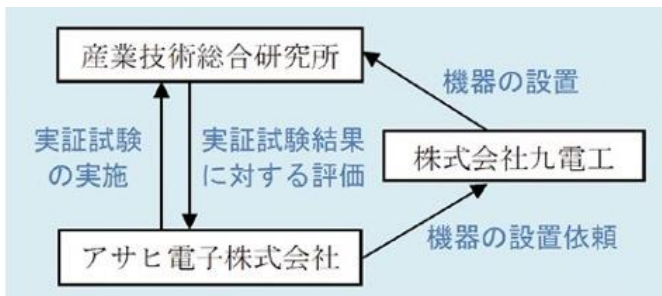 産業技術総合研究所
機器の設置
実証試験
の実施
実証試験結果
に対する評価
株式会社九電工
機器の設置依頼
アサヒ電子株式会社